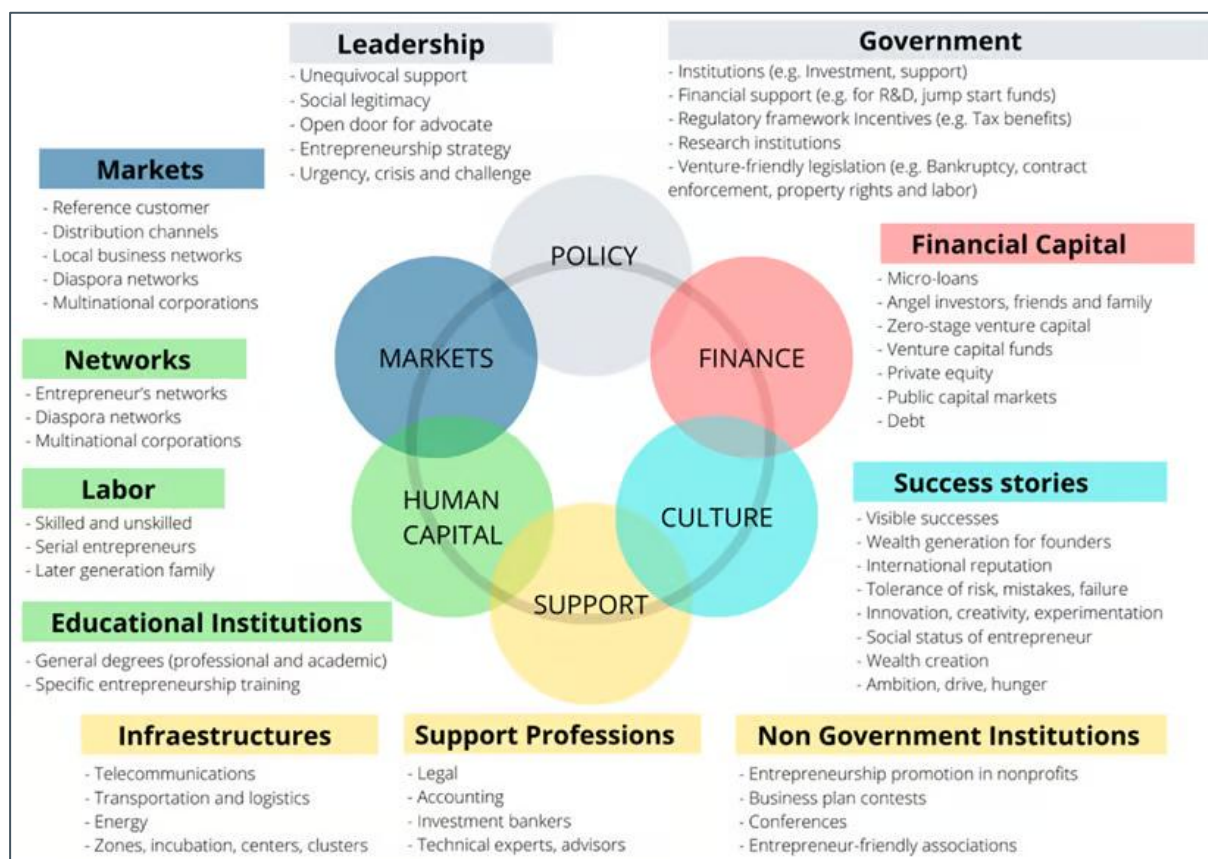 Leadership
- Unequivocal support
- Social legitimacy
- Open door for advocate
- Entrepreneurship strategy
- Urgency, crisis and challenge
Government
- Institutions (e.g. Investment, support)
- Financial support (e.g. for R&D, jump start funds)
- Regulatory framework Incentives (e.g. Tax benefits)
- Research institutions
- Venture-friendly legislation (e.g. Bankruptcy, contract
enforcement, property rights and labor)
Markets
- Reference customer
- Distribution channels
- Local business networks
- Diaspora networks
- Multinational corporations
POLICY
MARKETS
FINANCE
HUMAN
CAPITAL
CULTURE
SUPPORT
Financial Capital
- Micro-loans
- Angel investors, friends and family
- Zero-stage venture capital
- Venture capital funds
- Private equity
- Public capital markets
- Debt
Networks
- Entrepreneur's networks
- Diaspora networks
- Multinational corporations
Labor
- Skilled and unskilled
- Serial entrepreneurs
- Later generation family
Success stories
- Visible successes
- Wealth generation for founders
- International reputation
- Tolerance of risk, mistakes, failure
- Innovation, creativity, experimentation
- Social status of entrepreneur
- Wealth creation
- Ambition, drive, hunger
Educational Institutions
- General degrees (professional and academic)
- Specific entrepreneurship training
Infraestructures
- Telecommunications
- Transportation and logistics
- Energy
- Zones, incubation, centers, clusters
Support Professions
- Legal
- Accounting
- Investment bankers
- Technical experts, advisors
Non Government Institutions
- Entrepreneurship promotion in nonprofits
- Business plan contests
- Conferences
- Entrepreneur-friendly associations